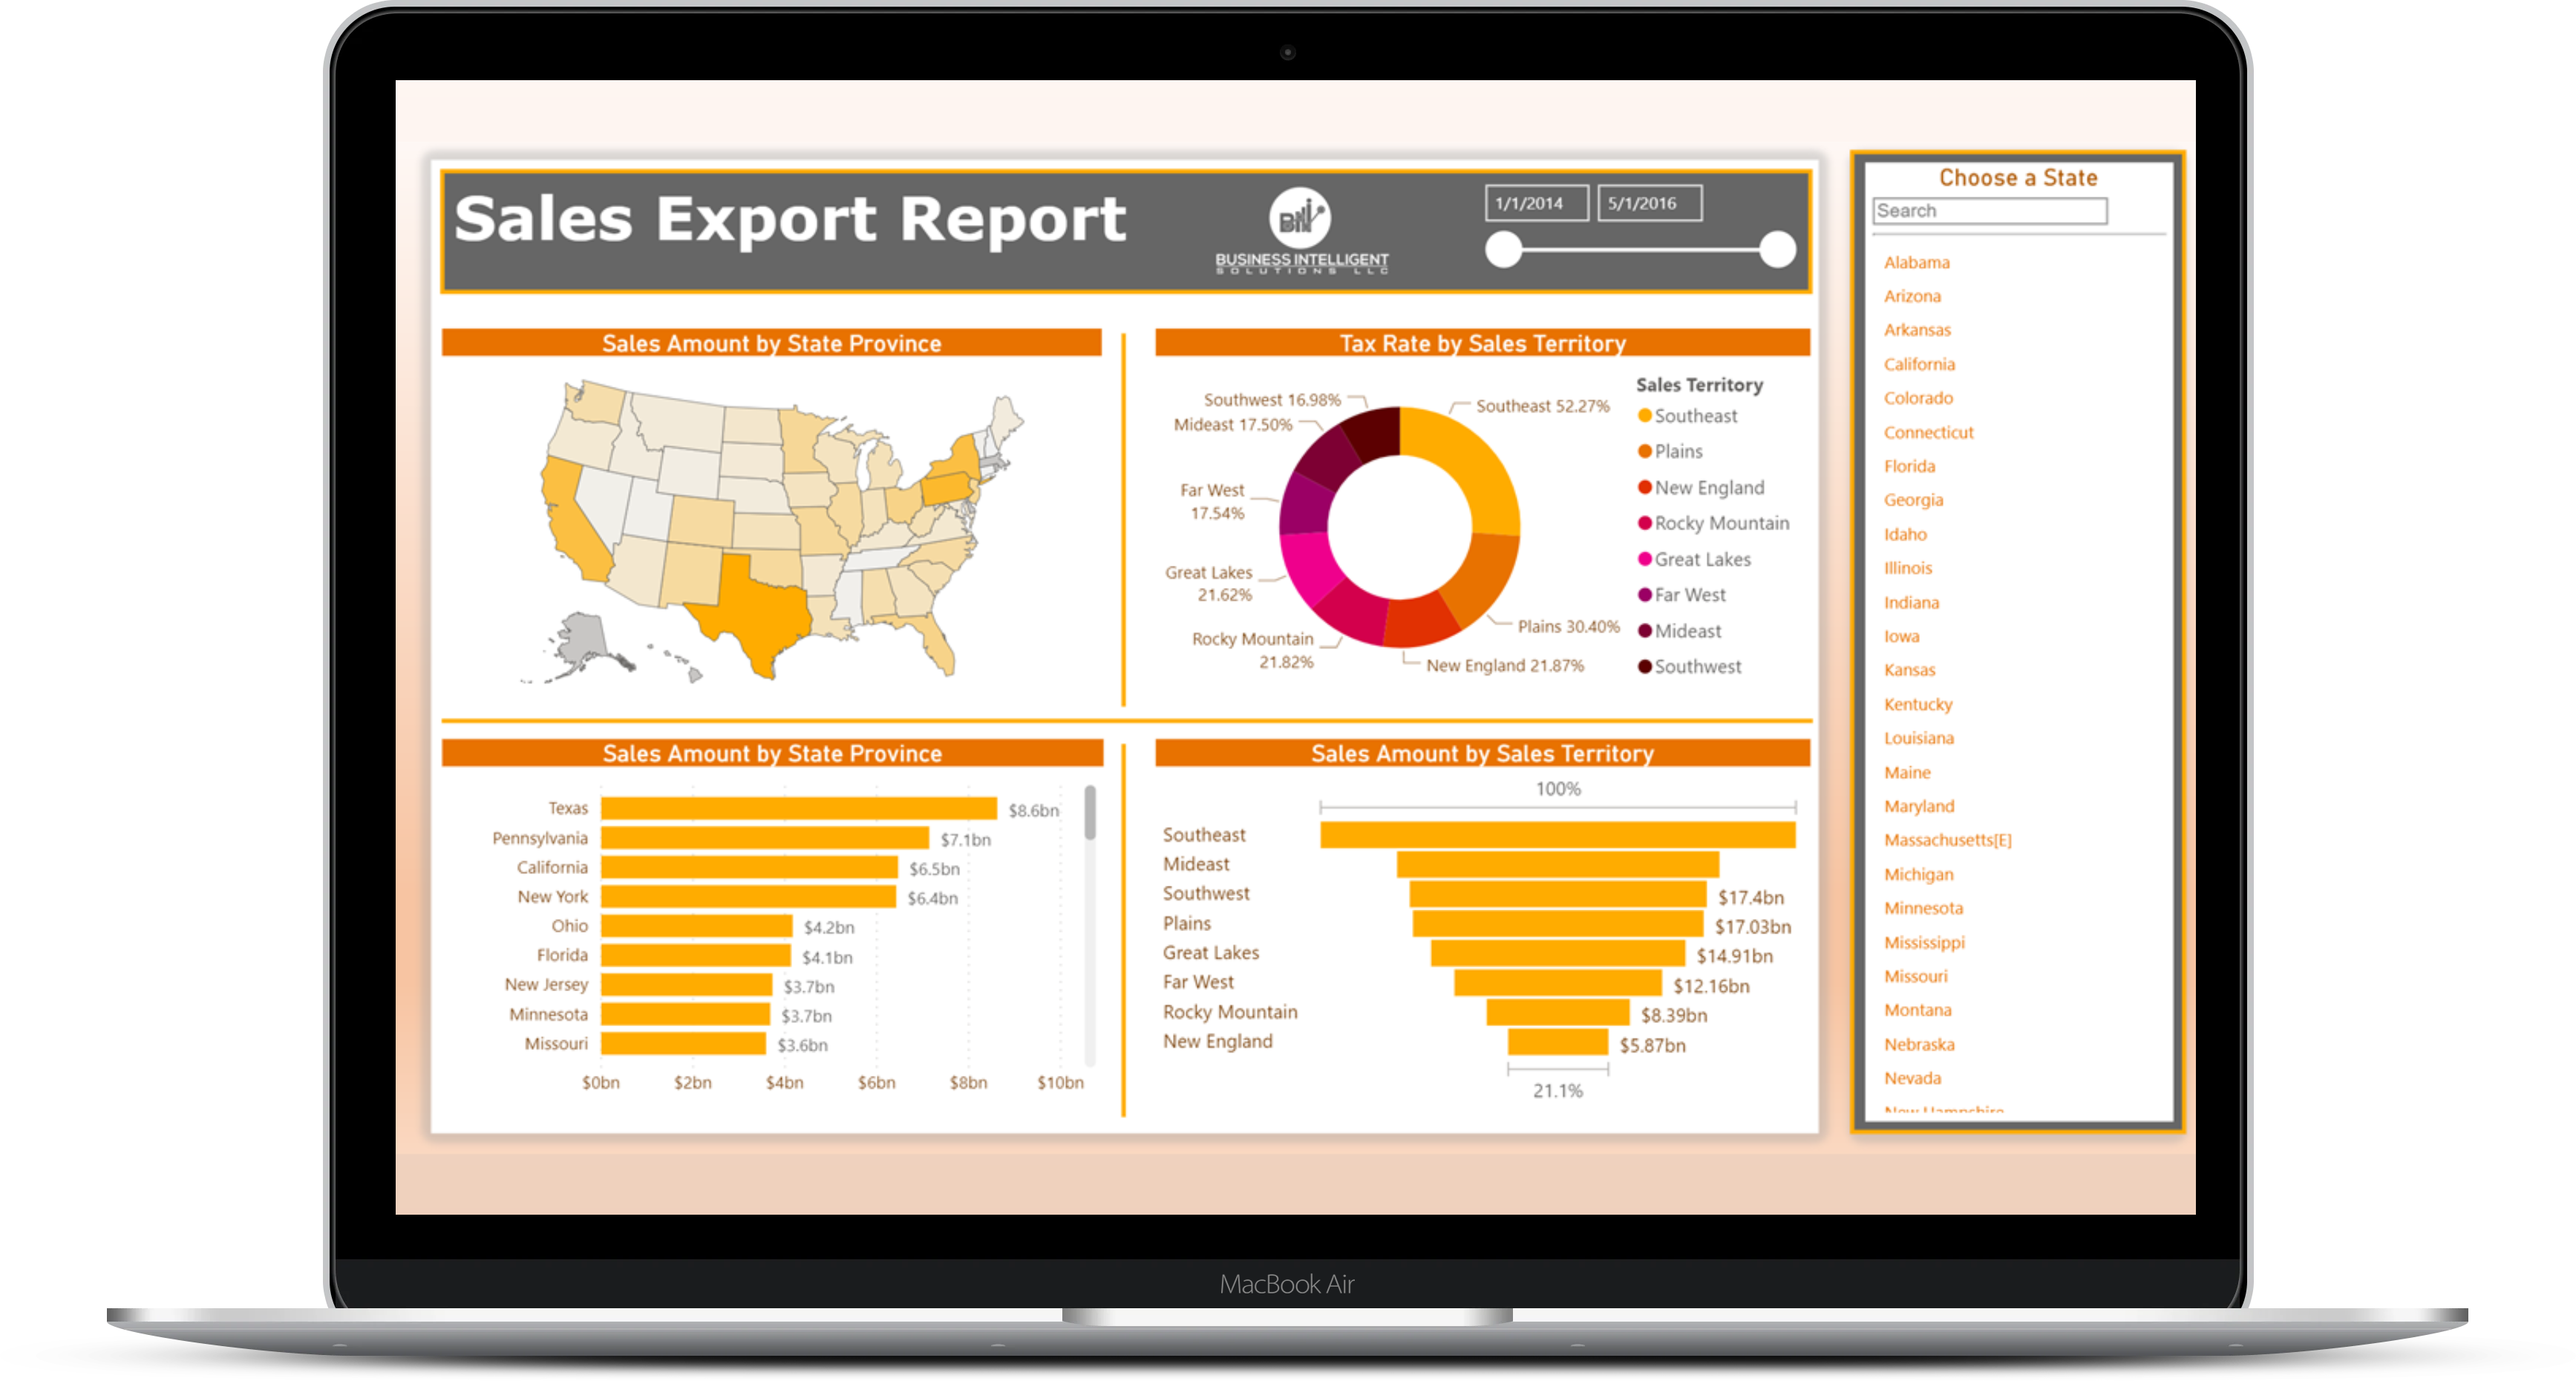 Sales Export Report
BUSINESS INTELLIGENT
SOLUTIONS LLC
1/1/2014
5/1/2016
Sales Amount by State Province
Tax Rate by Sales Territory
Southwest 16.98%
Mideast 17.50%
Far West
17.54%
Great Lakes
21.62%
Rocky Mountain
21.82%
New England 21.87%
Plains 30.40%
Southeast 52.27%
Sales Territory
Southeast
Plains
New England
Rocky Mountain
Great Lakes
Far West
Mideast
Southwest
Sales Amount by State Province
Texas $8.6bn
Pennsylvania $7.1bn
California $6.5bn
New York $6.4bn
Ohio $4.2bn
Florida $4.1bn
New Jersey $3.7bn
Minnesota $3.7bn
Missouri $3.6bn
$0bn $2bn $4bn $6bn $8bn $10bn
Sales Amount by Sales Territory
100%
Southeast
Mideast
Southwest $17.4bn
Plains $17.03bn
Great Lakes $14.91bn
Far West $12.16bn
Rocky Mountain $8.39bn
New England $5.87bn
21.1%
Choose a State
Search
Alabama
Arizona
Arkansas
California
Colorado
Connecticut
Florida
Georgia
Idaho
Illinois
Indiana
Iowa
Kansas
Kentucky
Louisiana
Maine
Maryland
Massachusetts[E]
Michigan
Minnesota
Mississippi
Missouri
Montana
Nebraska
Nevada
New Hampshire
MacBook Air